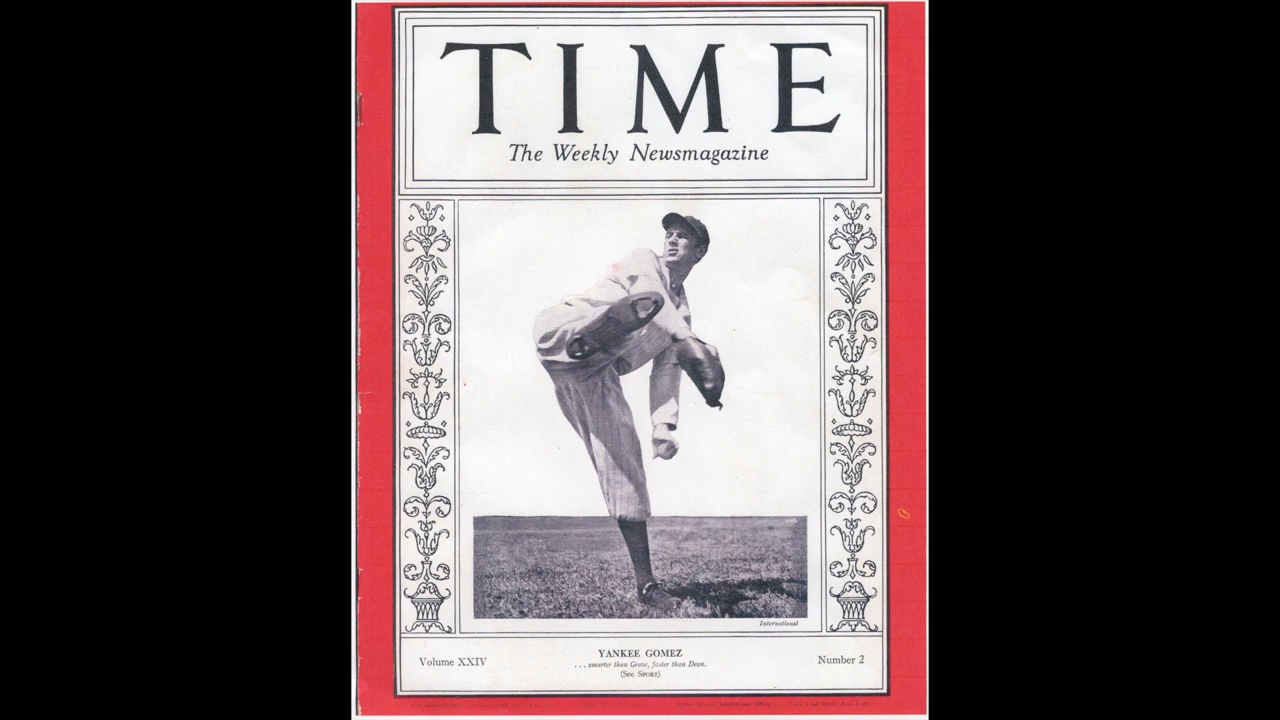 TIME
The Weekly Newsmagazine
International
YANKEE GOMEZ
. . . smarter than Grove, faster than Dean.
(See SPORT)
Volume XXIV
Number 2